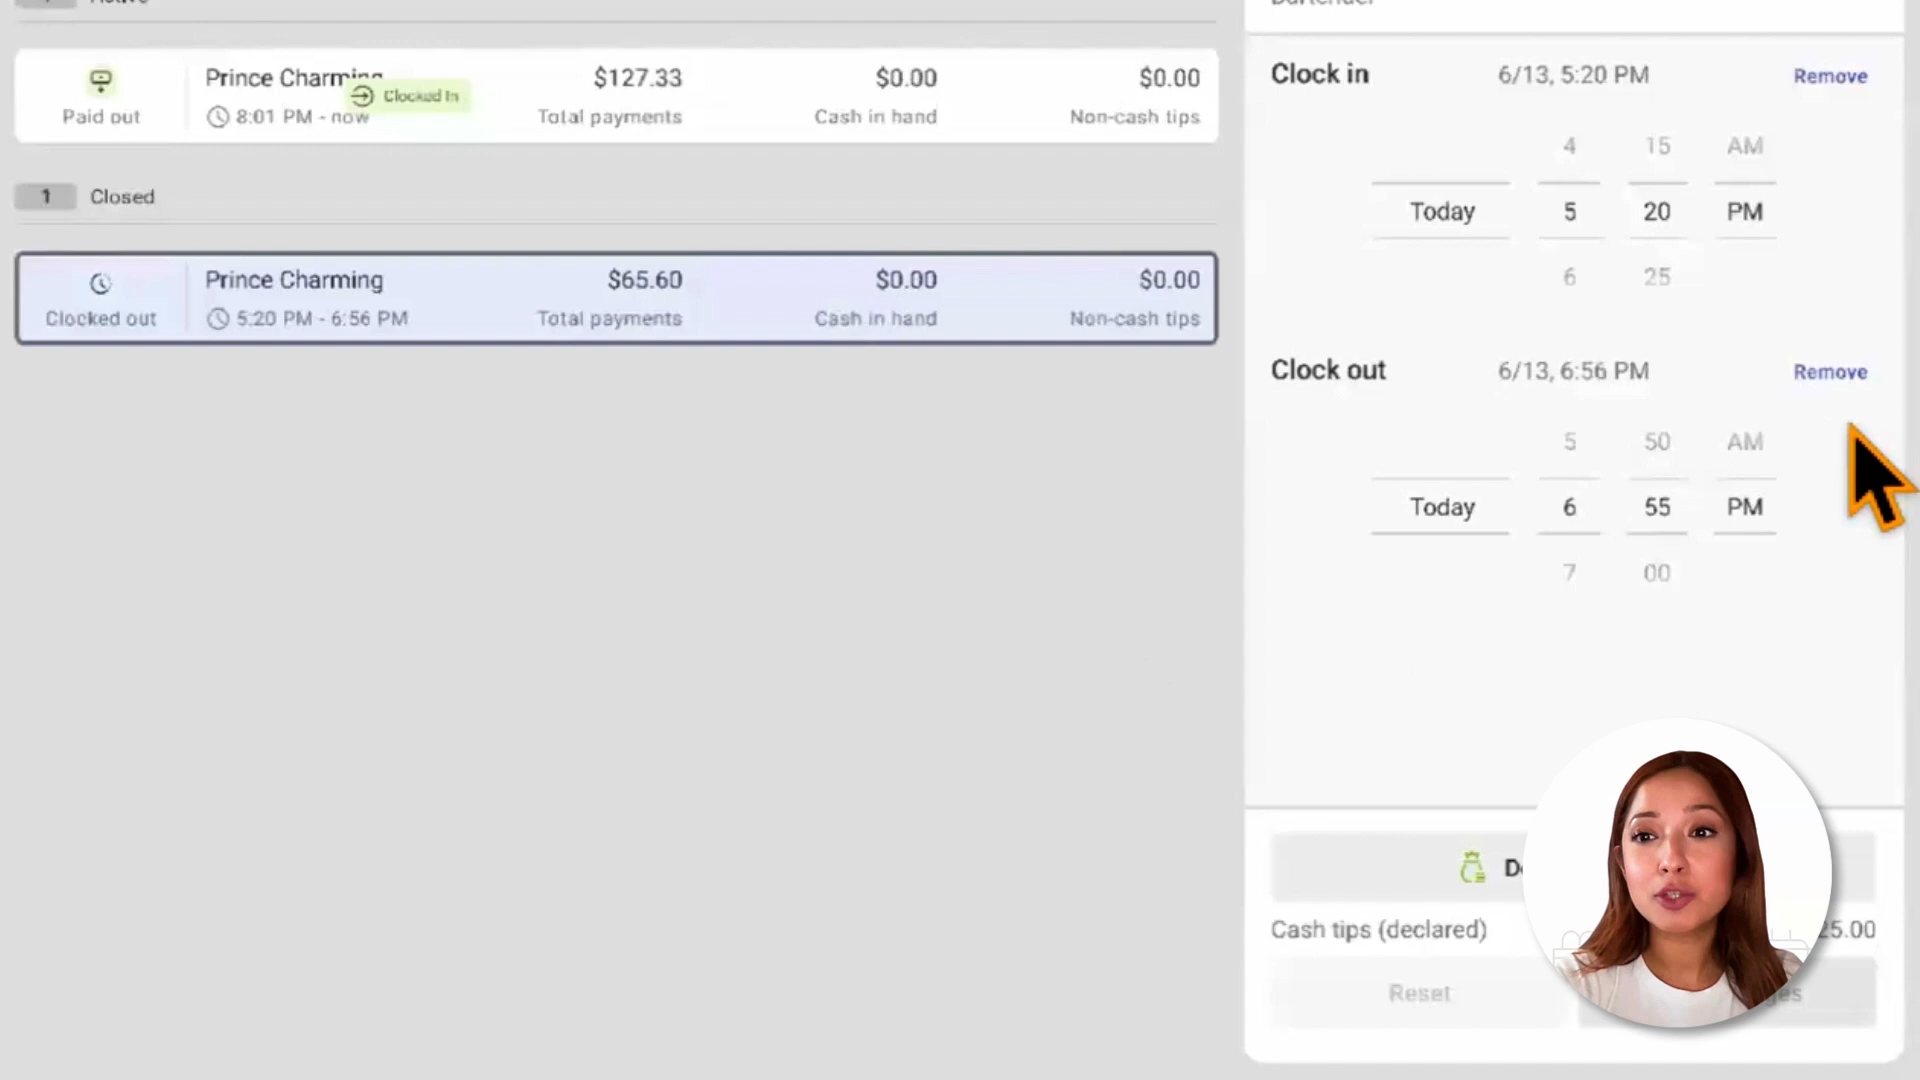 Active
Prince Charming
Clocked In
$127.33
$0.00
$0.00
Paid out
8:01 PM - now
Total payments
Cash in hand
Non-cash tips
1 Closed
Prince Charming
$65.60
$0.00
$0.00
Clocked out
5:20 PM - 6:56 PM
Total payments
Cash in hand
Non-cash tips
Bartender
Clock in
6/13, 5:20 PM
Remove
4 15 AM
Today 5 20 PM
6 25
Clock out
6/13, 6:56 PM
Remove
5 50 AM
Today 6 55 PM
7 00
Cash tips (declared)
25.00
Reset